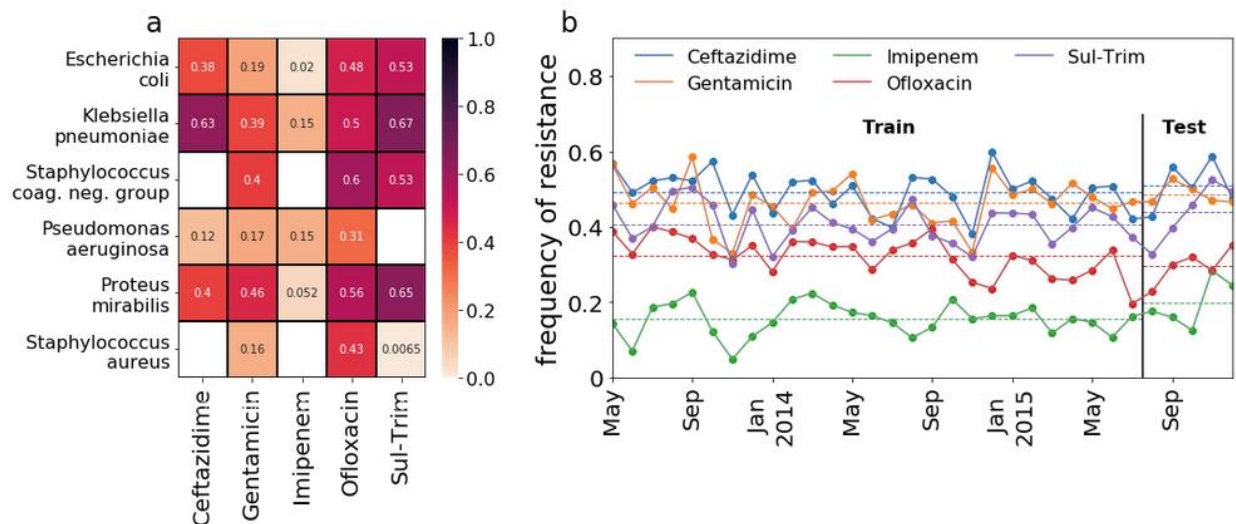 a
Escherichia
coli
0.38 0.19 0.02 0.48 0.53
Klebsiella
pneumoniae
0.63 0.39 0.15 0.5 0.67
Staphylococcus
coag. neg. group
0.4 0.6 0.53
Pseudomonas
aeruginosa
0.12 0.17 0.15 0.31
Proteus
mirabilis
0.4 0.46 0.052 0.56 0.65
Staphylococcus
aureus
0.16 0.43 0.0065
Ceftazidime
Gentamicin
Imipenem
Ofloxacin
Sul-Trim
1.0
0.8
0.6
0.4
0.2
0.0
b
frequency of resistance
0.8
0.6
0.4
0.2
0
Ceftazidime Imipenem Sul-Trim
Gentamicin Ofloxacin
Train Test
May
Sep
Jan
2014
May
Sep
Jan
2015
May
Sep